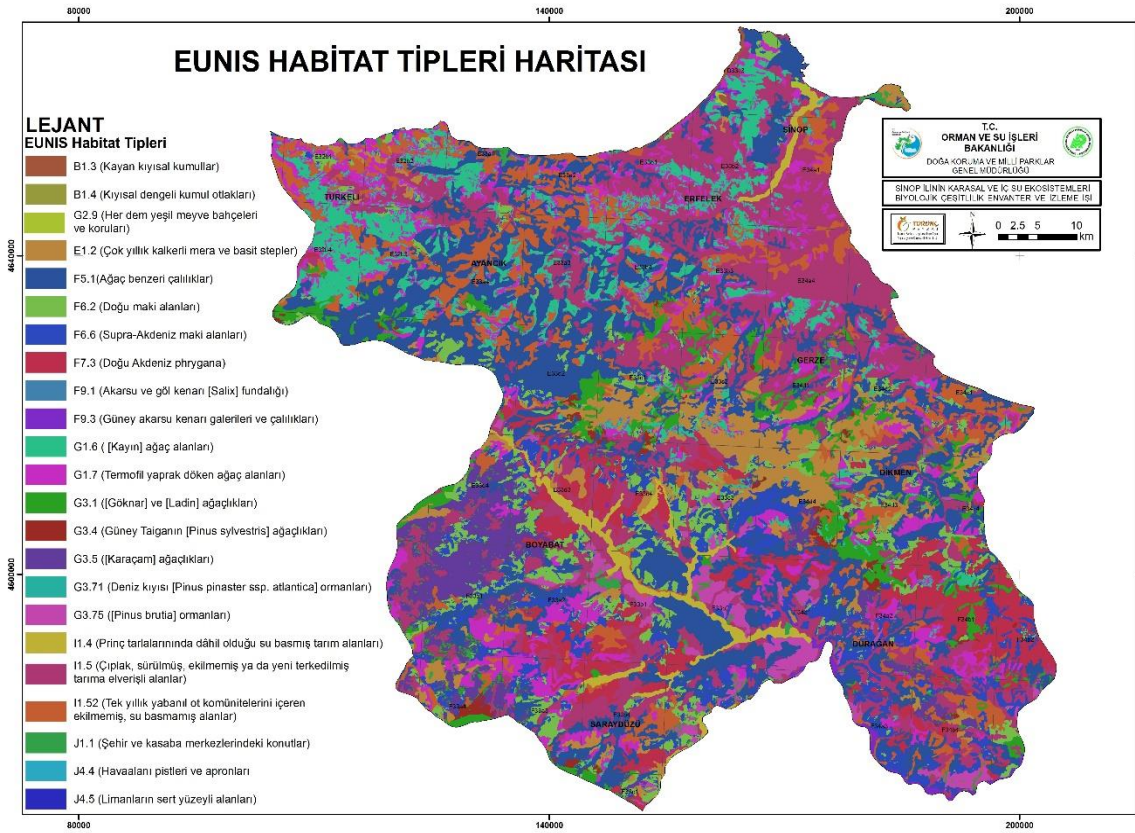 80000 140000 200000
EUNIS HABİTAT TİPLERİ HARİTASI
LEJANT
EUNIS Habitat Tipleri
B1.3 (Kayan kıyısal kumullar)
B1.4 (Kıyısal dengeli kumul otlakları)
G2.9 (Her dem yeşil meyve bahçeleri
ve koruları)
E1.2 (Çok yıllık kalkerli mera ve basit stepler)
F5.1(Ağaç benzeri çalılıklar)
F6.2 (Doğu maki alanları)
F6.6 (Supra-Akdeniz maki alanları)
F7.3 (Doğu Akdeniz phrygana)
F9.1 (Akarsu ve göl kenarı [Salix] fundalığı)
F9.3 (Güney akarsu kenarı galerileri ve çalılıkları)
G1.6 ( [Kayın] ağaç alanları)
G1.7 (Termofil yaprak döken ağaç alanları)
G3.1 ([Göknar] ve [Ladin] ağaçlıkları)
G3.4 (Güney Taiganın [Pinus sylvestris] ağaçlıkları)
G3.5 ([Karaçam] ağaçlıkları)
G3.71 (Deniz kıyısı [Pinus pinaster ssp. atlantica] ormanları)
G3.75 ([Pinus brutia] ormanları)
I1.4 (Prinç tarlalarınında dâhil olduğu su basmış tarım alanları)
I1.5 (Çıplak, sürülmüş, ekilmemiş ya da yeni terkedilmiş
tarıma elverişli alanlar)
I1.52 (Tek yıllık yabanıl ot komünitelerini içeren
ekilmemiş, su basmamış alanlar)
J1.1 (Şehir ve kasaba merkezlerindeki konutlar)
J4.4 (Havaalanı pistleri ve apronları
J4.5 (Limanların sert yüzeyli alanları)
T.C.
ORMAN VE SU İŞLERİ
BAKANLIĞI
DOĞA KORUMA VE MİLLİ PARKLAR
GENEL MÜDÜRLÜĞÜ
SİNOP İLİNİN KARASAL VE İÇ SU EKOSİSTEMLERİ
BİYOLOJİK ÇEŞİTLİLİK ENVANTER VE İZLEME İŞİ
0 2.5 5 10
km
SİNOP
TÜRKELİ
ERFELEK
AYANCIK
GERZE
DİKMEN
BOYABAT
DURAĞAN
SARAYDÜZÜ
4640000
4600000
80000 140000 200000